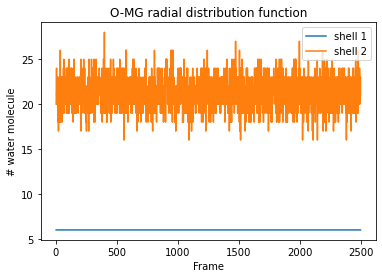 O-MG radial distribution function
shell 1
shell 2
# water molecule
25
20
15
10
5
0
500
1000
1500
2000
2500
Frame